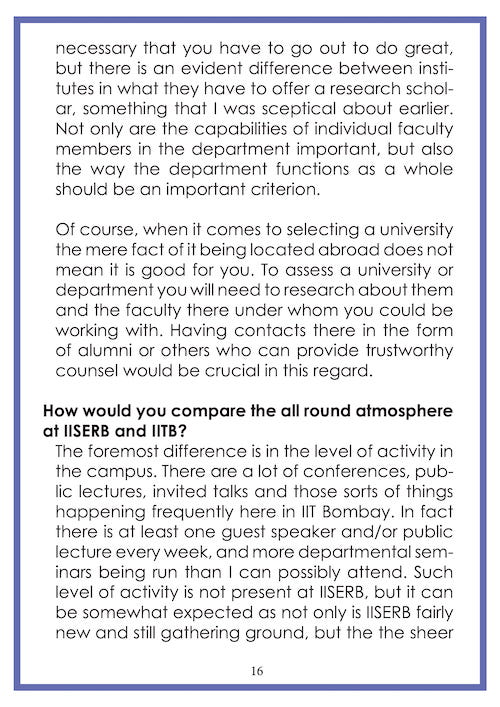 necessary that you have to go out to do great,
but there is an evident difference between insti-
tutes in what they have to offer a research schol-
ar, something that I was sceptical about earlier.
Not only are the capabilities of individual faculty
members in the department important, but also
the way the department functions as a whole
should be an important criterion.
Of course, when it comes to selecting a university
the mere fact of it being located abroad does not
mean it is good for you. To assess a university or
department you will need to research about them
and the faculty there under whom you could be
working with. Having contacts there in the form
of alumni or others who can provide trustworthy
counsel would be crucial in this regard.
How would you compare the all round atmosphere
at IISERB and IITB?
The foremost difference is in the level of activity in
the campus. There are a lot of conferences, pub-
lic lectures, invited talks and those sorts of things
happening frequently here in IIT Bombay. In fact
there is at least one guest speaker and/or public
lecture every week, and more departmental sem-
inars being run than I can possibly attend. Such
level of activity is not present at IISERB, but it can
be somewhat expected as not only is IISERB fairly
new and still gathering ground, but the the sheer
16